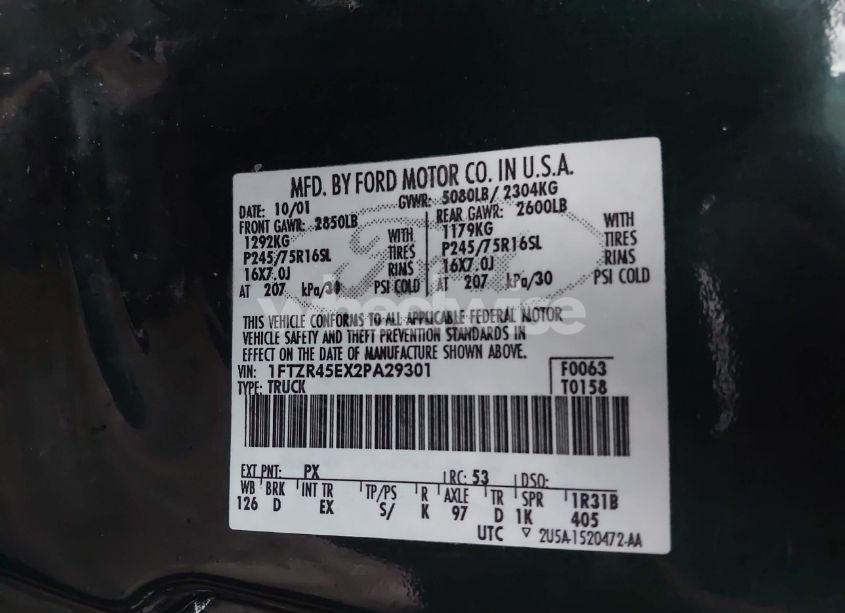 MFD. BY FORD MOTOR CO. IN U.S.A.
DATE: 10/01 GVWR: 5080LB/ 2304KG
FRONT GAWR: 2850LB REAR GAWR: 2600LB
1292KG WITH 1179KG WITH
P245/75R16SL TIRES P245/75R16SL TIRES
16X7.0J RIMS 16X7.0J RIMS
AT 207 kPa/30 PSI COLD AT 207 kPa/30 PSI COLD
THIS VEHICLE CONFORMS TO ALL APPLICABLE FEDERAL MOTOR
VEHICLE SAFETY AND THEFT PREVENTION STANDARDS IN
EFFECT ON THE DATE OF MANUFACTURE SHOWN ABOVE.
VIN: 1FTZR45EX2PA29301 F0063
TYPE: TRUCK T0158
EXT PNT: PX RC: 53 DSO:
WB BRK INT TR TP/PS R AXLE TR SPR 1R31B
126 D EX S/ K 97 D 1K 405
UTC ▽ 2U5A-1520472-AA